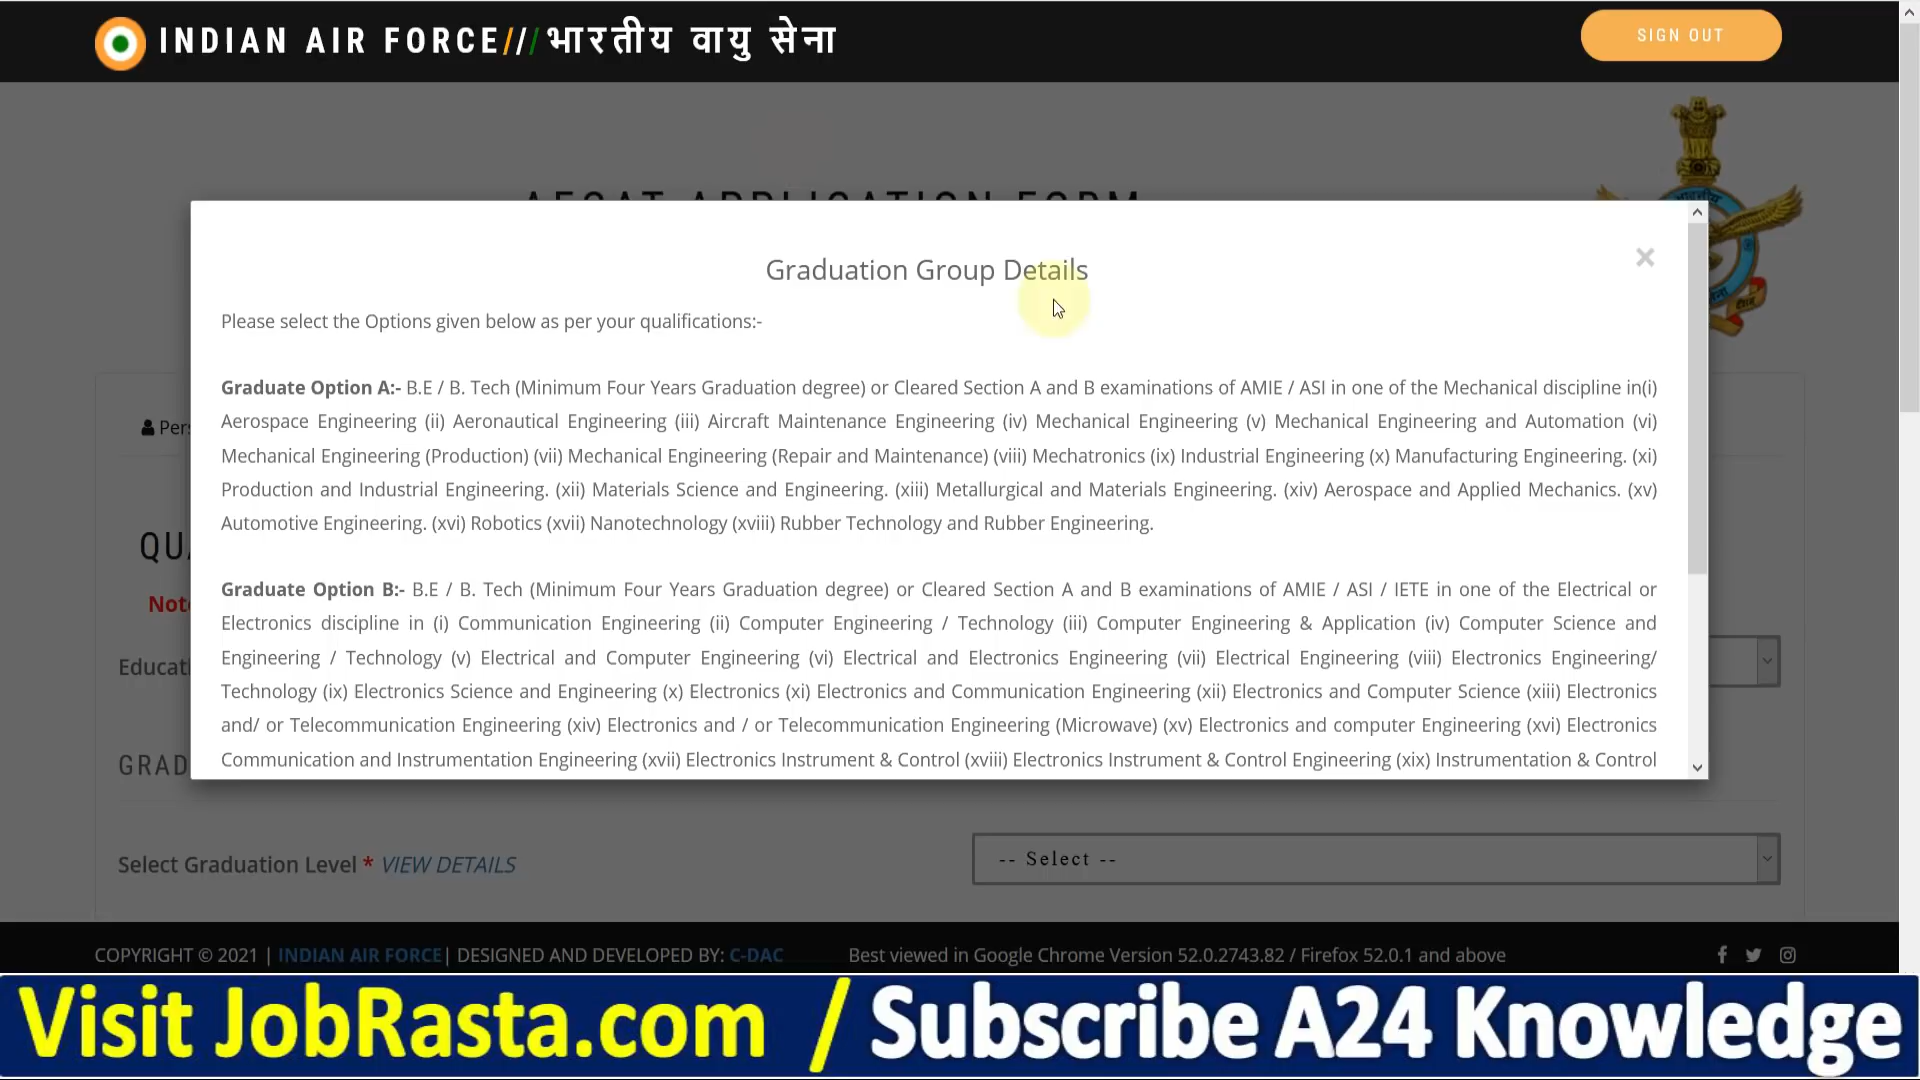 INDIAN AIR FORCE///भारतीय वायु सेना
SIGN OUT
AFCAT APPLICATION FORM
Graduation Group Details
×
Please select the Options given below as per your qualifications:-
Graduate Option A:- B.E / B. Tech (Minimum Four Years Graduation degree) or Cleared Section A and B examinations of AMIE / ASI in one of the Mechanical discipline in(i)
Aerospace Engineering (ii) Aeronautical Engineering (iii) Aircraft Maintenance Engineering (iv) Mechanical Engineering (v) Mechanical Engineering and Automation (vi)
Mechanical Engineering (Production) (vii) Mechanical Engineering (Repair and Maintenance) (viii) Mechatronics (ix) Industrial Engineering (x) Manufacturing Engineering. (xi)
Production and Industrial Engineering. (xii) Materials Science and Engineering. (xiii) Metallurgical and Materials Engineering. (xiv) Aerospace and Applied Mechanics. (xv)
Automotive Engineering. (xvi) Robotics (xvii) Nanotechnology (xviii) Rubber Technology and Rubber Engineering.
Graduate Option B:- B.E / B. Tech (Minimum Four Years Graduation degree) or Cleared Section A and B examinations of AMIE / ASI / IETE in one of the Electrical or
Electronics discipline in (i) Communication Engineering (ii) Computer Engineering / Technology (iii) Computer Engineering & Application (iv) Computer Science and
Engineering / Technology (v) Electrical and Computer Engineering (vi) Electrical and Electronics Engineering (vii) Electrical Engineering (viii) Electronics Engineering/
Technology (ix) Electronics Science and Engineering (x) Electronics (xi) Electronics and Communication Engineering (xii) Electronics and Computer Science (xiii) Electronics
and/ or Telecommunication Engineering (xiv) Electronics and / or Telecommunication Engineering (Microwave) (xv) Electronics and computer Engineering (xvi) Electronics
Communication and Instrumentation Engineering (xvii) Electronics Instrument & Control (xviii) Electronics Instrument & Control Engineering (xix) Instrumentation & Control
Pers
QU
Note
Educati
GRAD
Select Graduation Level * VIEW DETAILS
-- Select --
COPYRIGHT © 2021 | INDIAN AIR FORCE| DESIGNED AND DEVELOPED BY: C-DAC
Best viewed in Google Chrome Version 52.0.2743.82 / Firefox 52.0.1 and above
Visit JobRasta.com / Subscribe A24 Knowledge